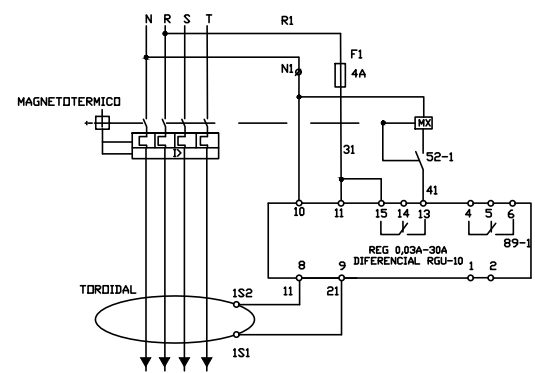 N R S T R1
F1
N1 4A
MAGNETOTERMICO
MX
I>
31
52-1
41
10 11 15 14 13 4 5 6
89-1
REG 0,03A-30A
DIFERENCIAL RGU-10
8 9 1 2
11 21
TOROIDAL
1S2
1S1